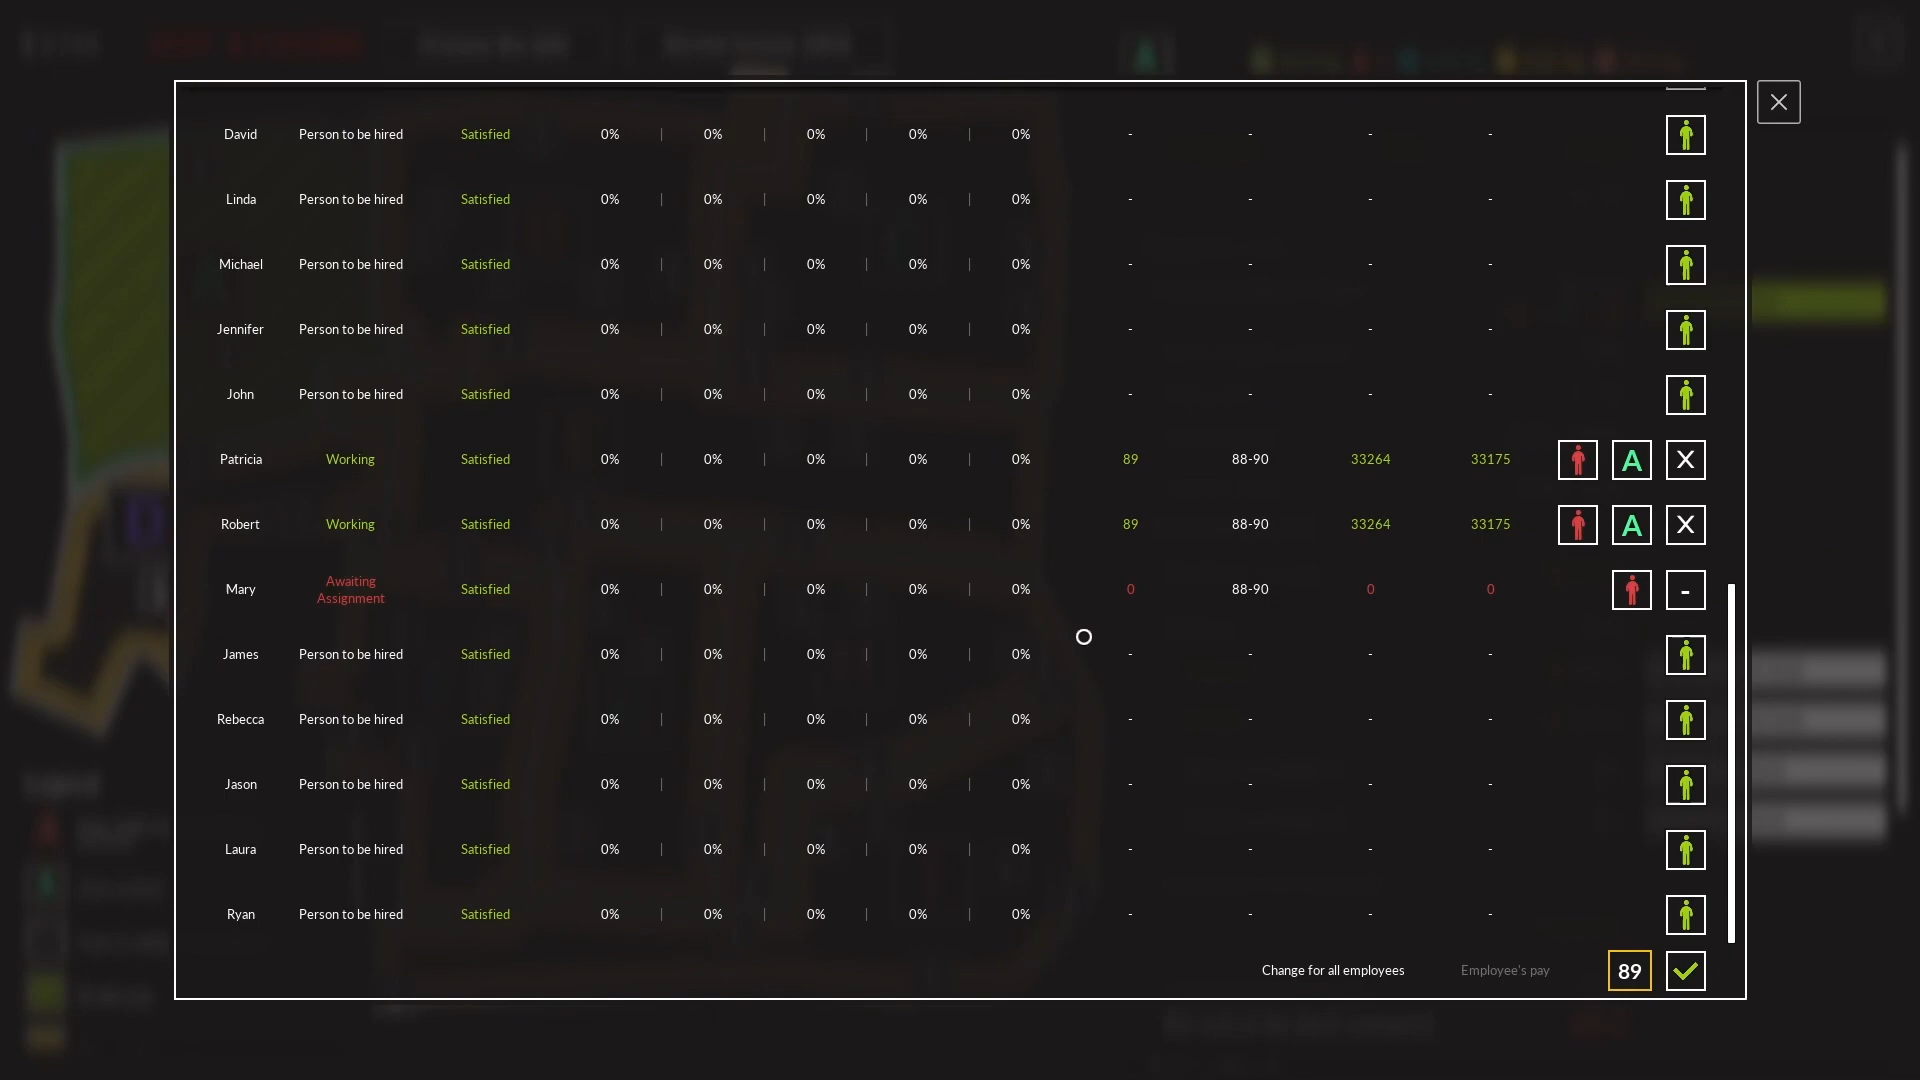 David Person to be hired Satisfied 0% | 0% | 0% | 0% | 0% - - - -
Linda Person to be hired Satisfied 0% | 0% | 0% | 0% | 0% - - - -
Michael Person to be hired Satisfied 0% | 0% | 0% | 0% | 0% - - - -
Jennifer Person to be hired Satisfied 0% | 0% | 0% | 0% | 0% - - - -
John Person to be hired Satisfied 0% | 0% | 0% | 0% | 0% - - - -
Patricia Working Satisfied 0% | 0% | 0% | 0% | 0% 89 88-90 33264 33175 A X
Robert Working Satisfied 0% | 0% | 0% | 0% | 0% 89 88-90 33264 33175 A X
Mary Awaiting Assignment Satisfied 0% | 0% | 0% | 0% | 0% 0 88-90 0 0 -
James Person to be hired Satisfied 0% | 0% | 0% | 0% | 0% - - - -
Rebecca Person to be hired Satisfied 0% | 0% | 0% | 0% | 0% - - - -
Jason Person to be hired Satisfied 0% | 0% | 0% | 0% | 0% - - - -
Laura Person to be hired Satisfied 0% | 0% | 0% | 0% | 0% - - - -
Ryan Person to be hired Satisfied 0% | 0% | 0% | 0% | 0% - - - -
Change for all employees Employee's pay 89